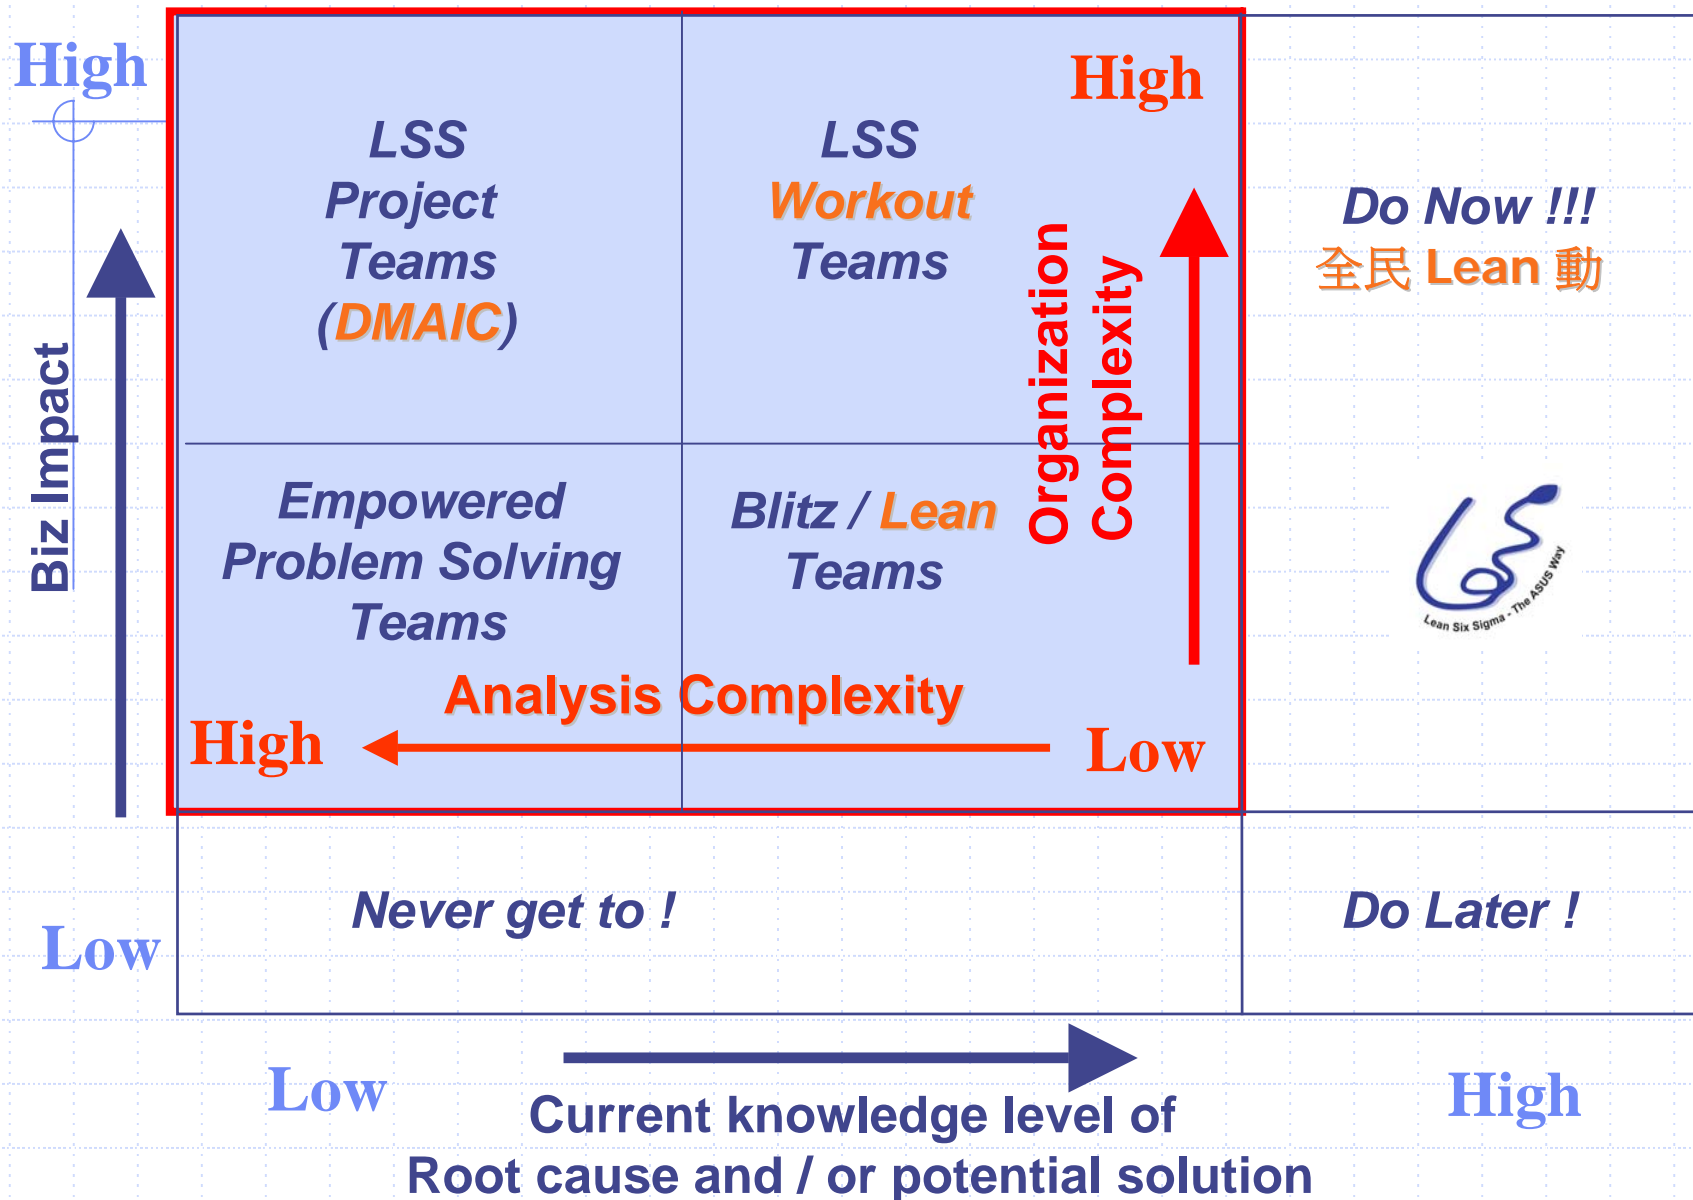 High
High
LSS
Project
Teams
(DMAIC)
LSS
Workout
Teams
Organization
Complexity
Do Now !!!
全民 Lean 動
Biz Impact
Empowered
Problem Solving
Teams
Blitz / Lean
Teams
Lean Six Sigma - The ASUS Way
Analysis Complexity
High
Low
Never get to !
Do Later !
Low
Low
High
Current knowledge level of
Root cause and / or potential solution